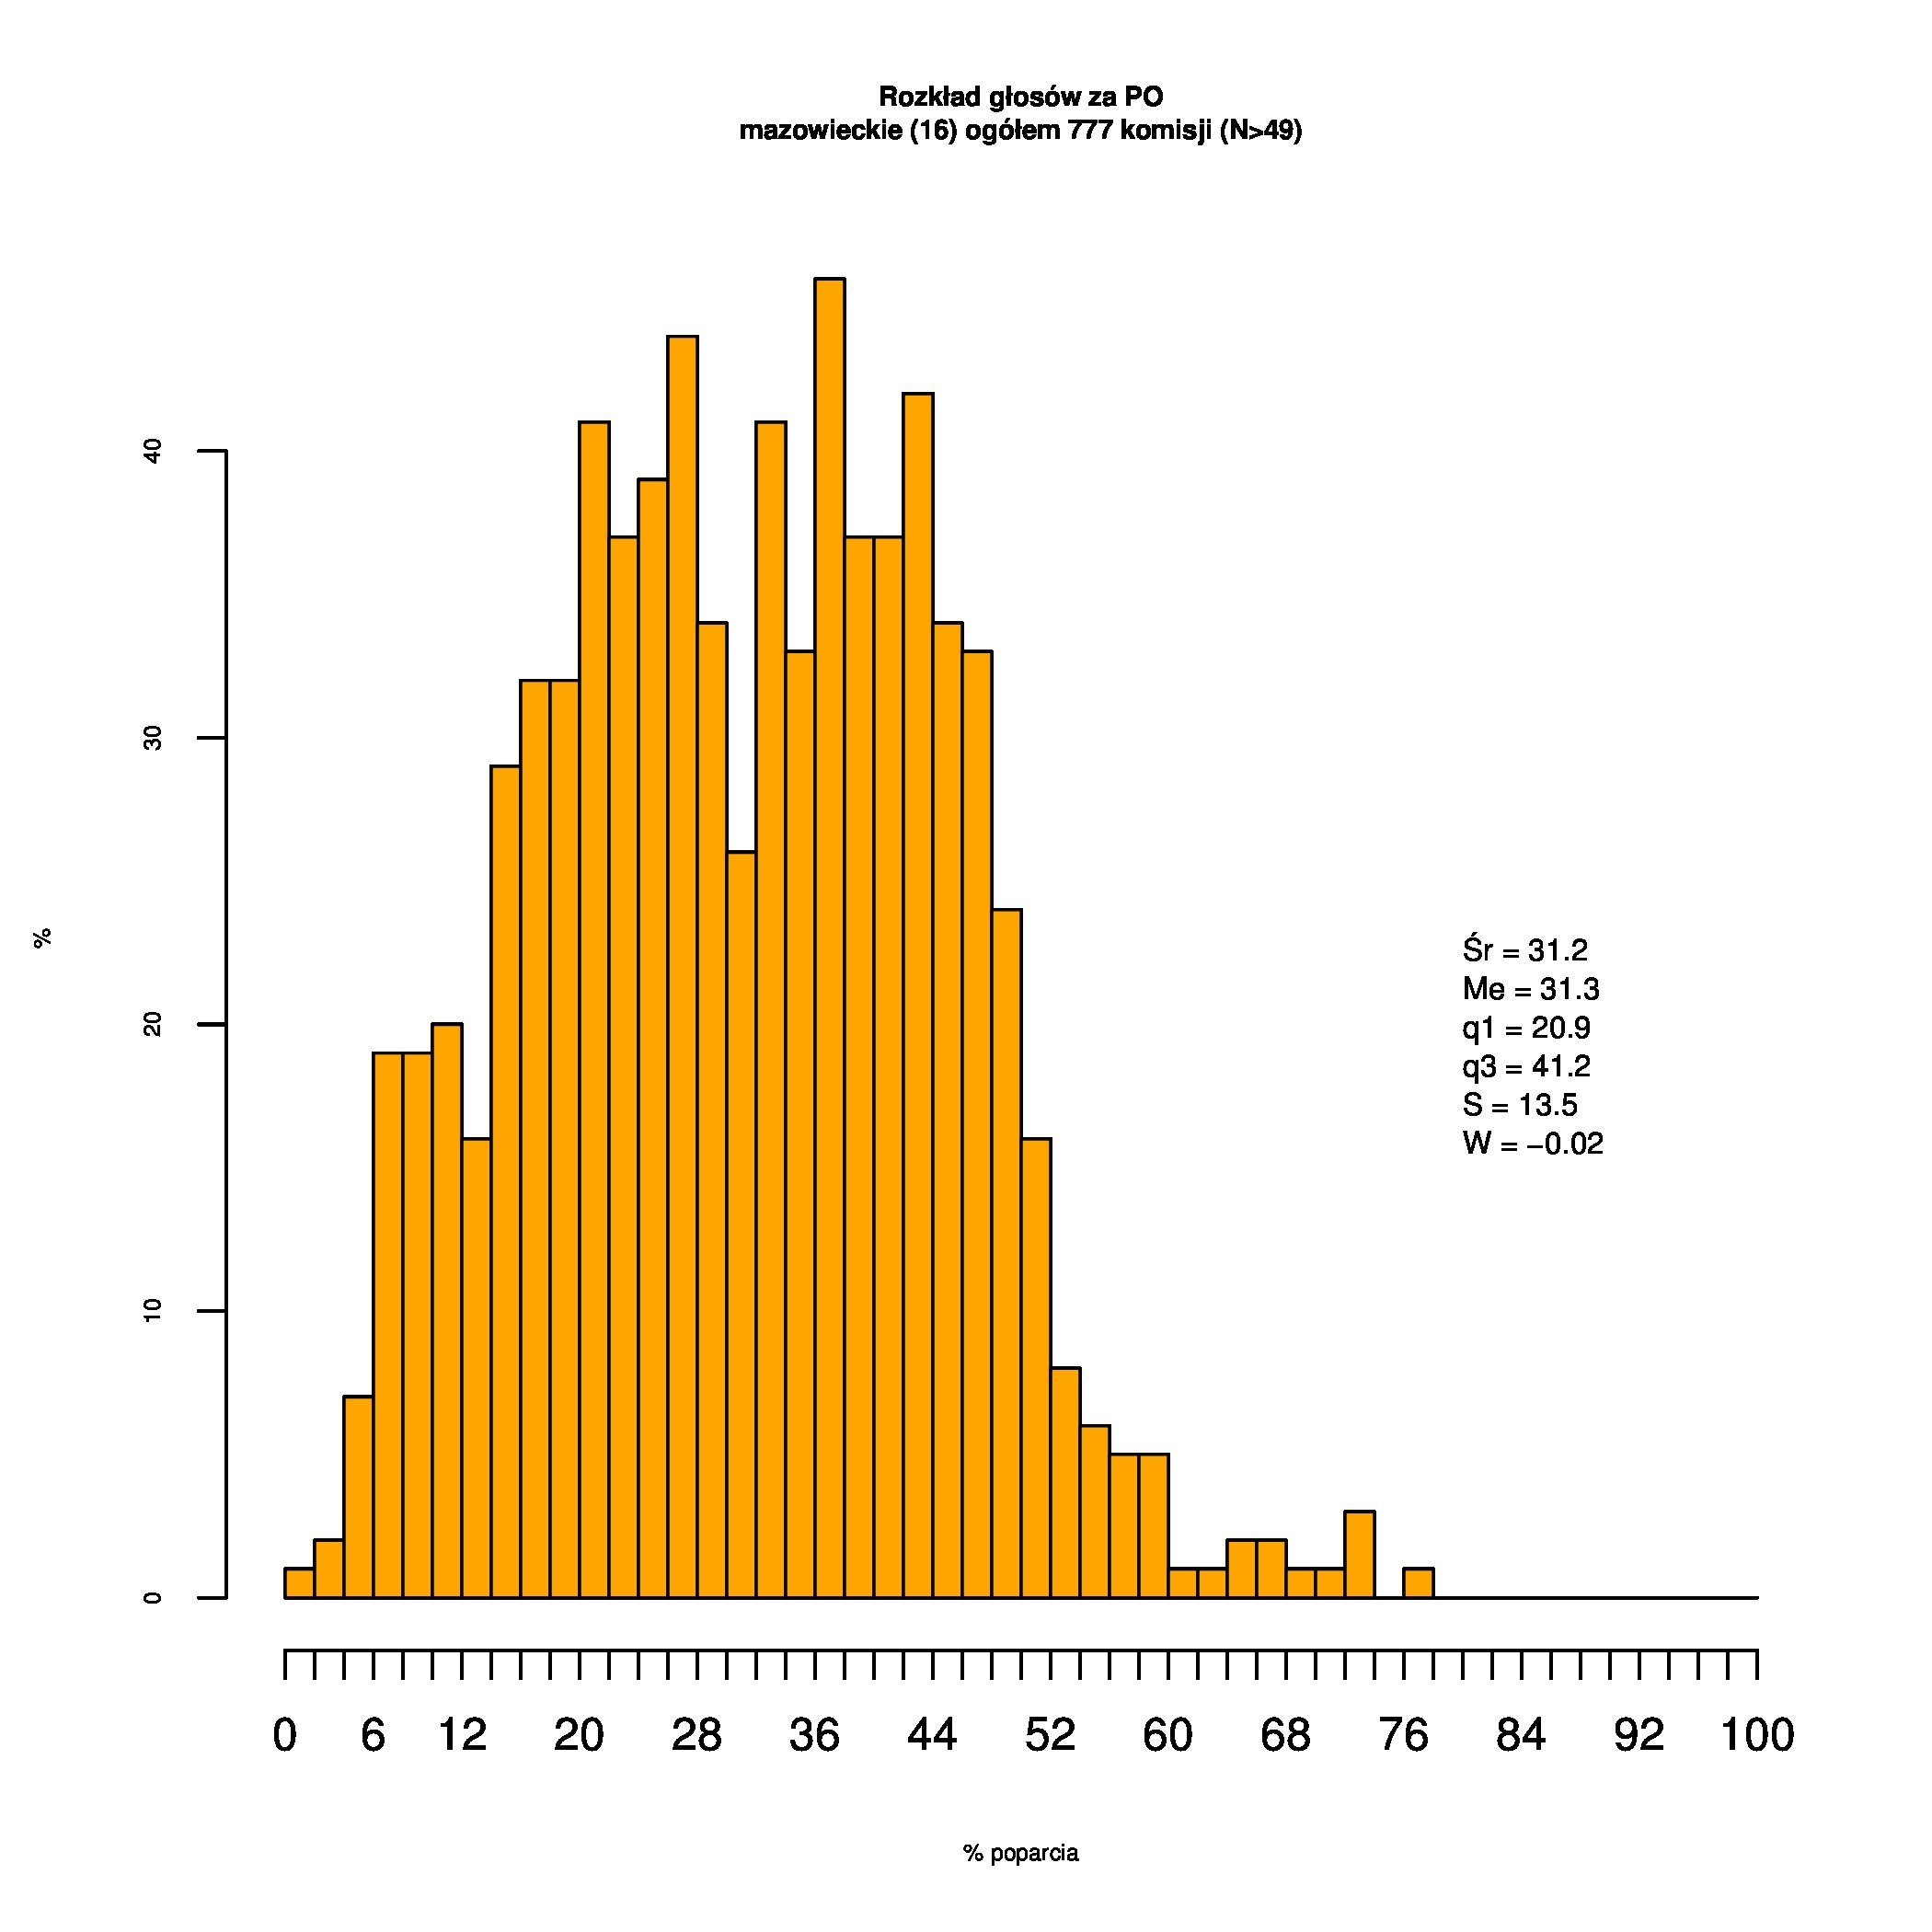 Rozkład głosów za PO
mazowieckie (16) ogółem 777 komisji (N>49)
40
30
%
20
10
0
Śr = 31.2
Me = 31.3
q1 = 20.9
q3 = 41.2
S = 13.5
W = −0.02
0 6 12 20 28 36 44 52 60 68 76 84 92 100
% poparcia